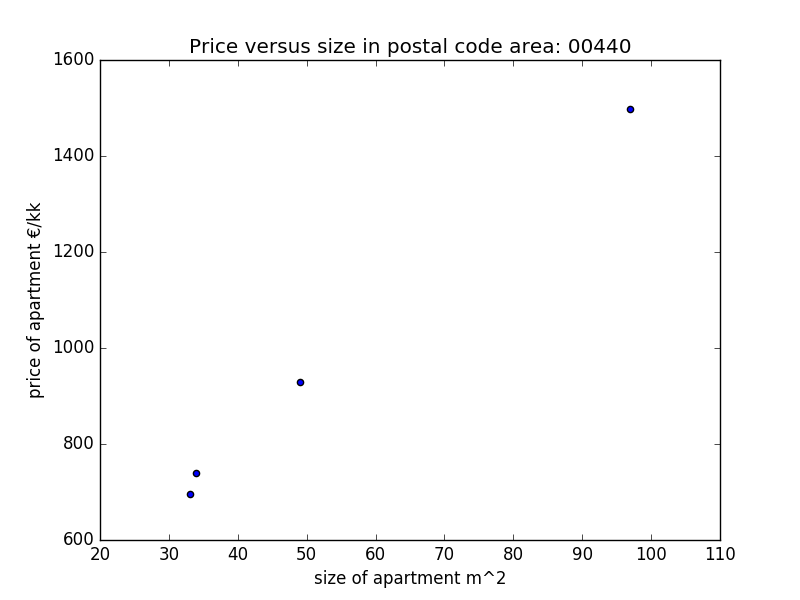 Price versus size in postal code area: 00440
1600
1400
1200
1000
800
600
price of apartment €/kk
20 30 40 50 60 70 80 90 100 110
size of apartment m^2